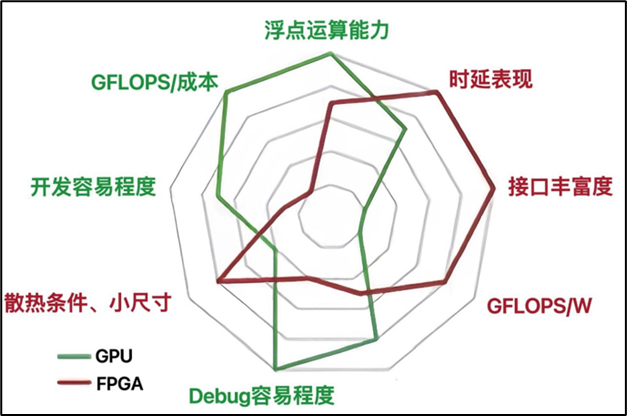 浮点运算能力
GFLOPS/成本
时延表现
开发容易程度
接口丰富度
散热条件、小尺寸
GFLOPS/W
GPU
FPGA
Debug容易程度